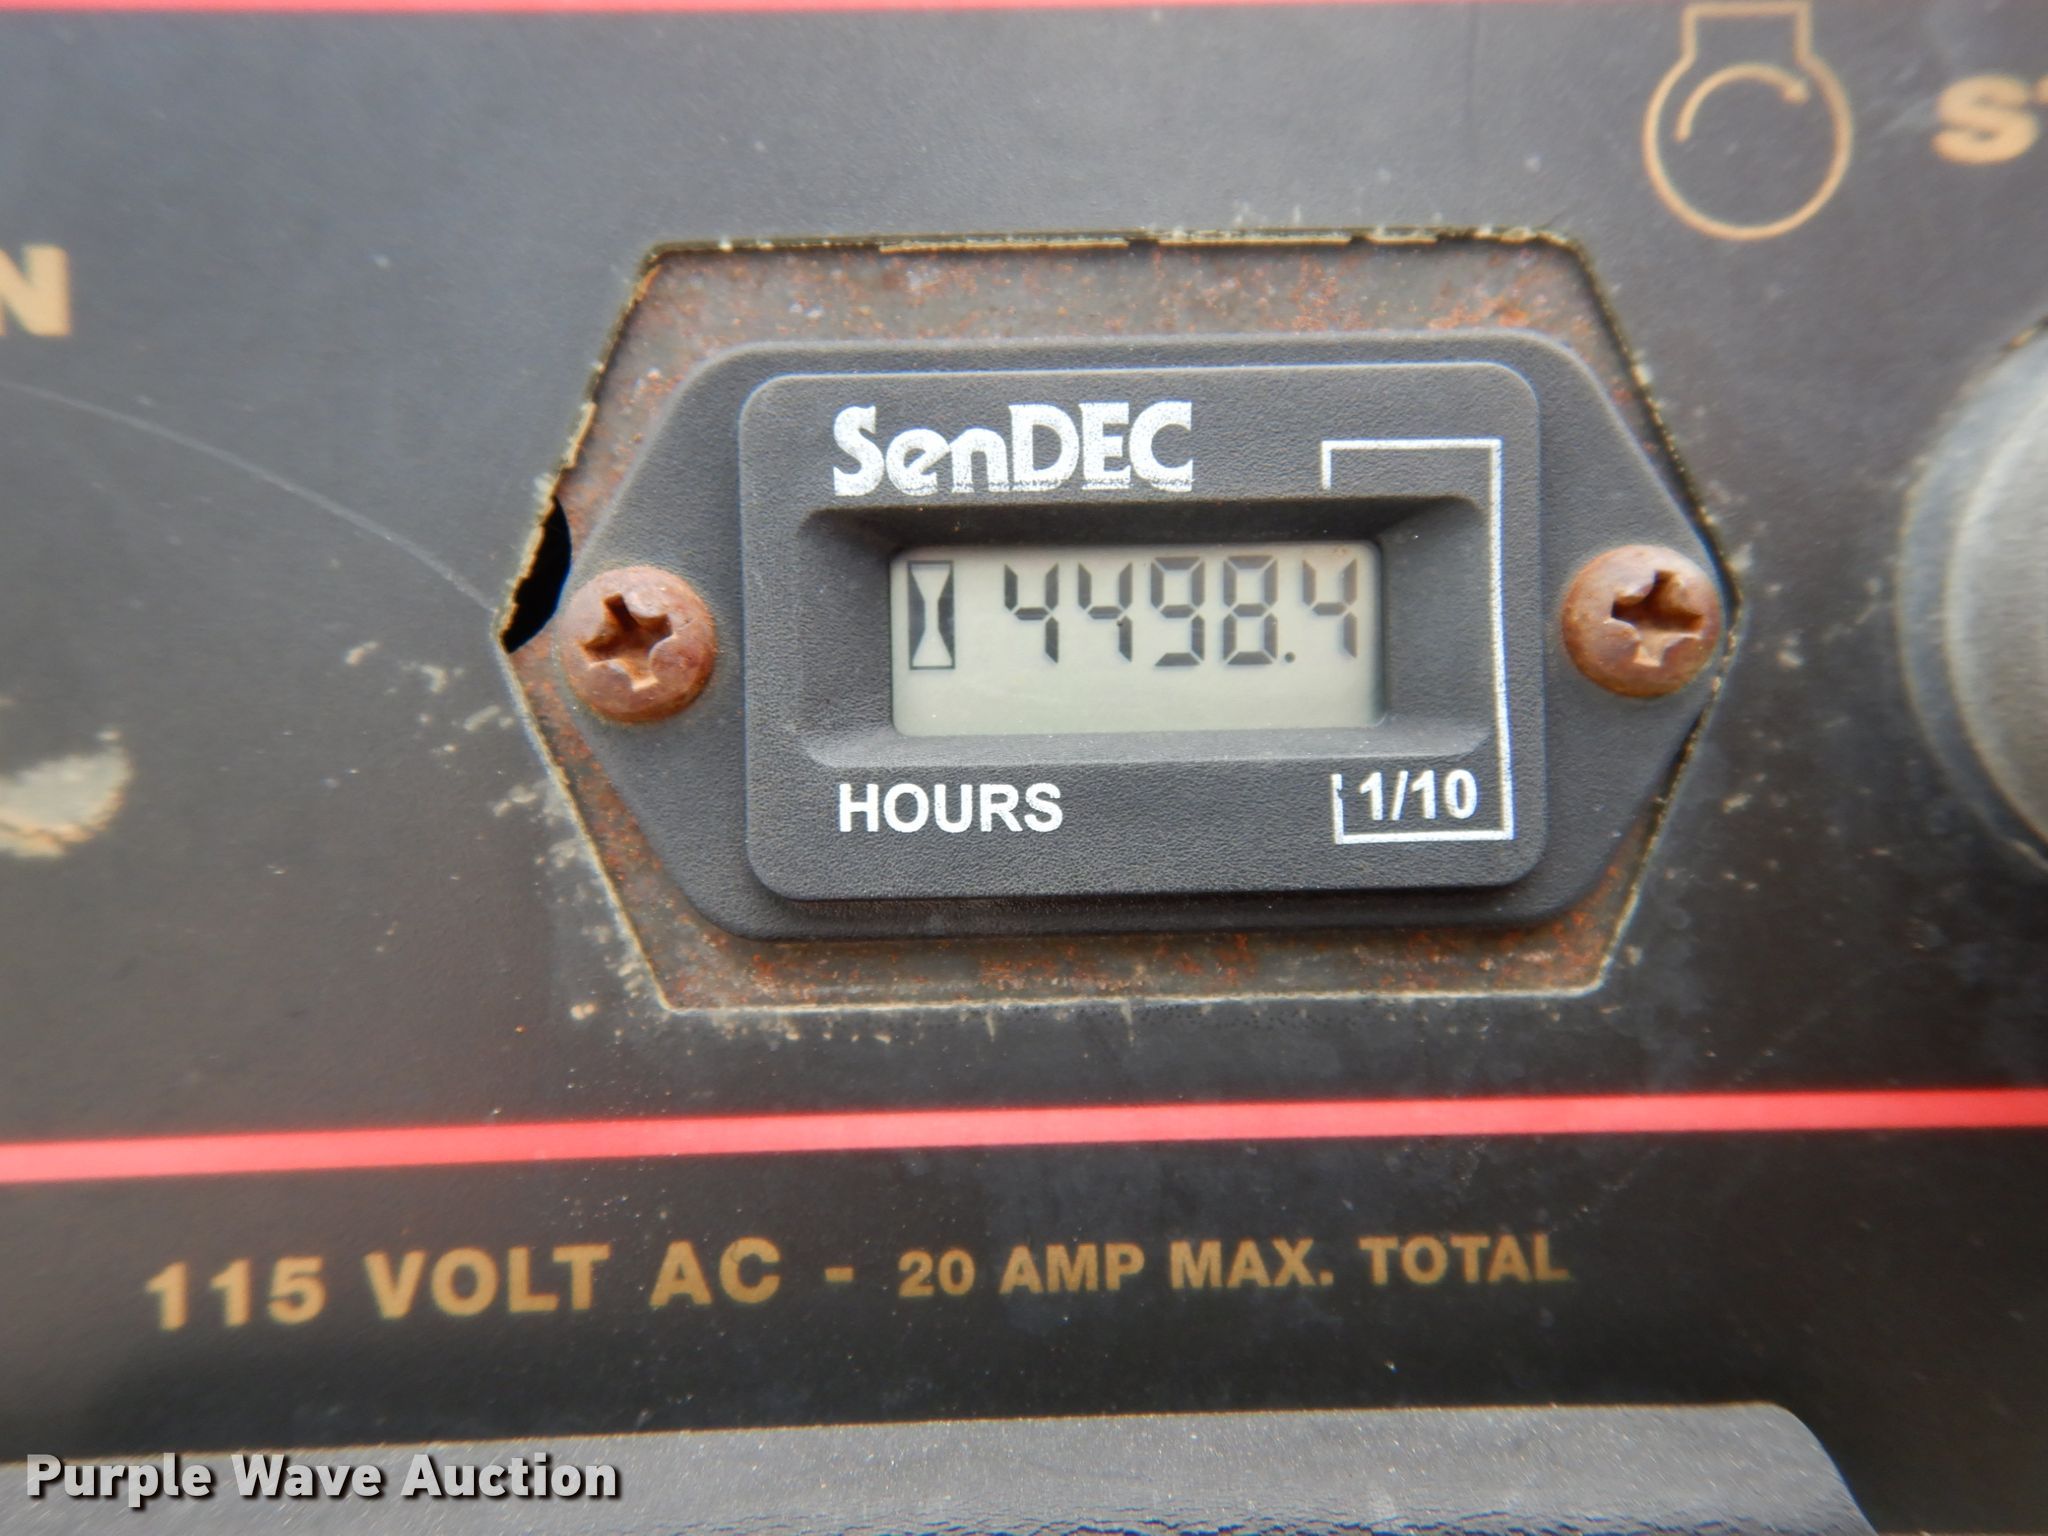 N
SenDEC
4498.4
HOURS
1/10
115 VOLT AC - 20 AMP MAX. TOTAL
Purple Wave Auction